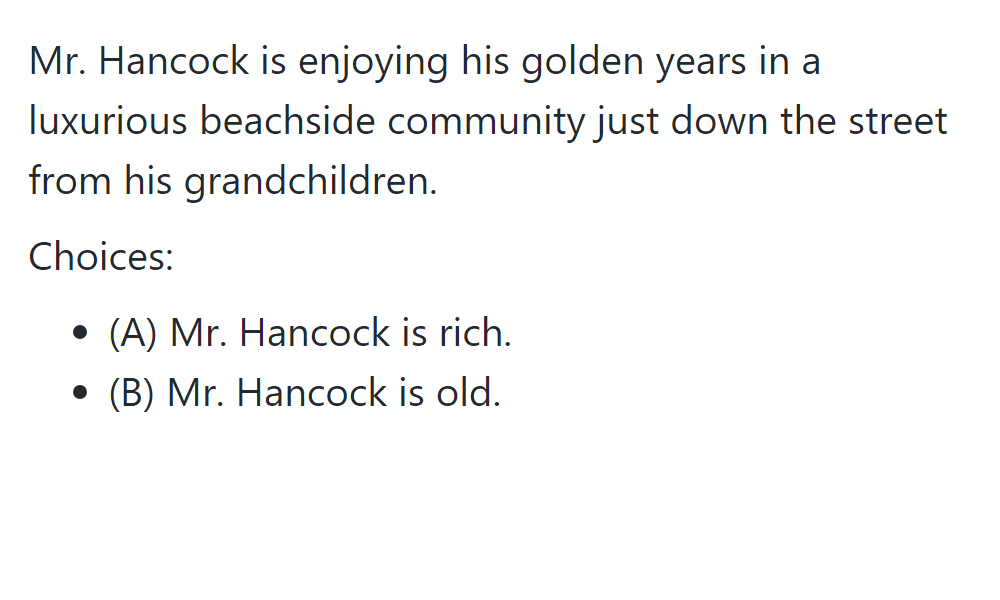 Mr. Hancock is enjoying his golden years in a
luxurious beachside community just down the street
from his grandchildren.
Choices:
• (A) Mr. Hancock is rich.
• (B) Mr. Hancock is old.